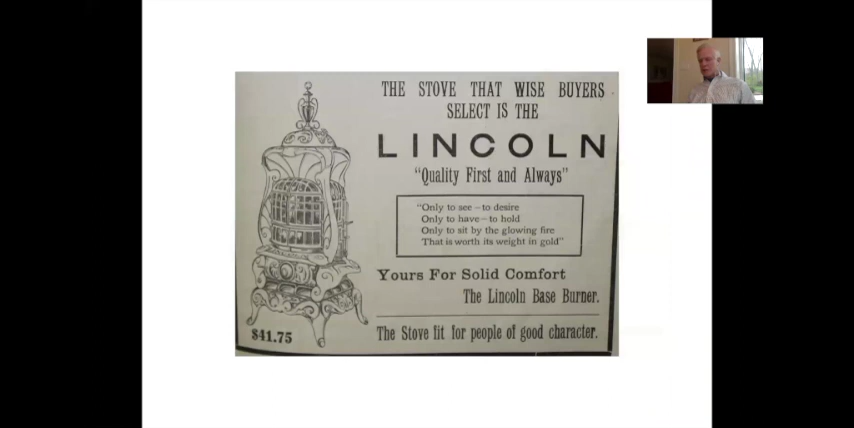 THE STOVE THAT WISE BUYERS
SELECT IS THE
LINCOLN
"Quality First and Always"
"Only to see—to desire
Only to have—to hold
Only to sit by the glowing fire
That is worth its weight in gold"
Yours For Solid Comfort
The Lincoln Base Burner.
$41.75
The Stove fit for people of good character.